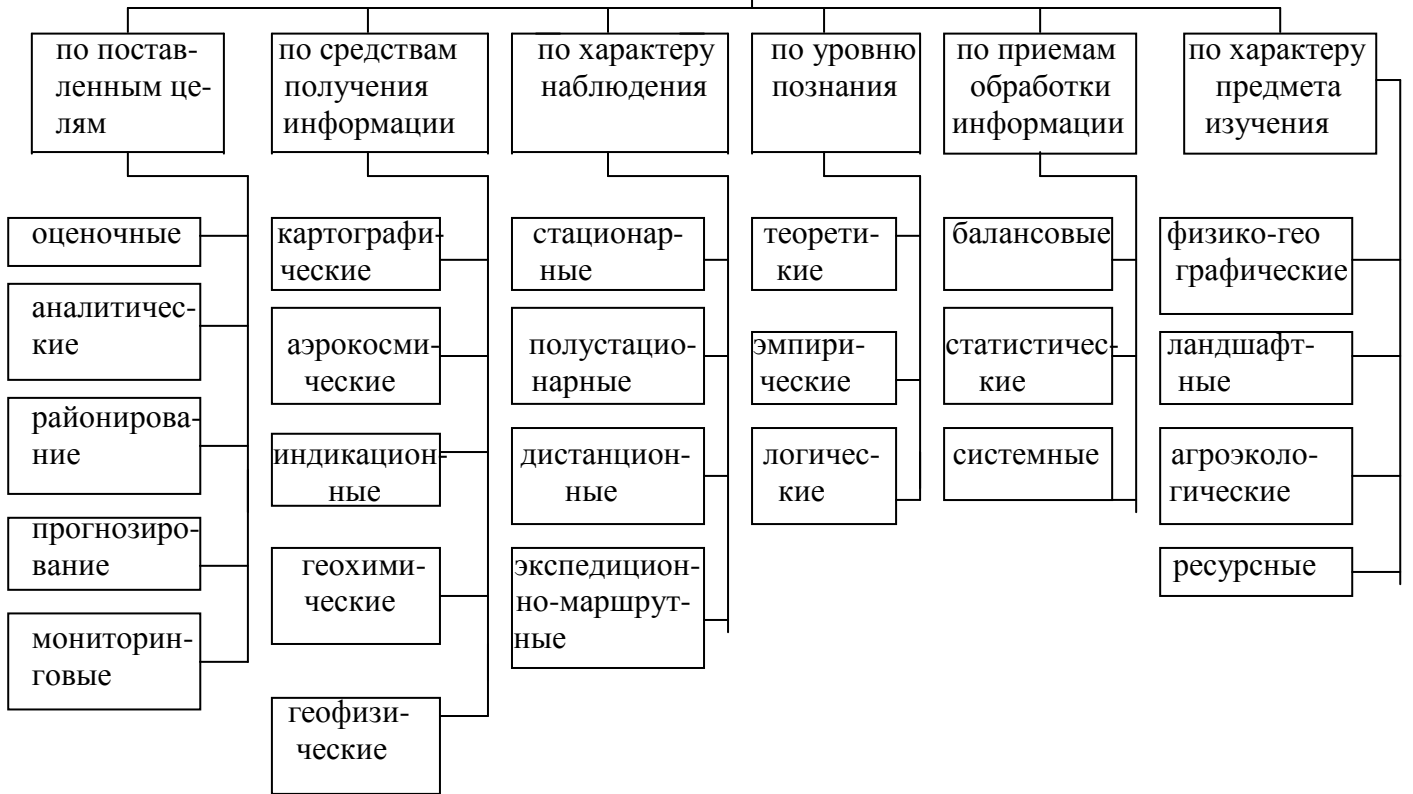 по постав-
ленным це-
лям
по средствам
получения
информации
по характеру
наблюдения
по уровню
познания
по приемам
обработки
информации
по характеру
предмета
изучения
оценочные
аналитичес-
кие
районирова-
ние
прогнозиро-
вание
мониторин-
говые
картографи-
ческие
аэрокосми-
ческие
индикацион-
ные
геохими-
ческие
геофизи-
ческие
стационар-
ные
полустацио-
нарные
дистанцион-
ные
экспедицион-
но-маршрут-
ные
теорети-
кие
эмпири-
ческие
логичес-
кие
балансовые
статистичес-
кие
системные
физико-гео
графические
ландшафт-
ные
агроэколо-
гические
ресурсные